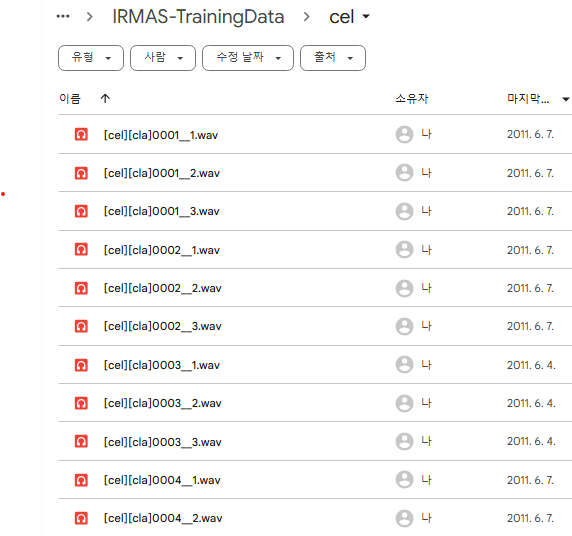 ••• > IRMAS-TrainingData > cel
유형 사람 수정 날짜 출처
이름 소유자 마지막...
[cel][cla]0001__1.wav 나 2011. 6. 7.
[cel][cla]0001__2.wav 나 2011. 6. 7.
[cel][cla]0001__3.wav 나 2011. 6. 7.
[cel][cla]0002__1.wav 나 2011. 6. 7.
[cel][cla]0002__2.wav 나 2011. 6. 7.
[cel][cla]0002__3.wav 나 2011. 6. 7.
[cel][cla]0003__1.wav 나 2011. 6. 4.
[cel][cla]0003__2.wav 나 2011. 6. 4.
[cel][cla]0003__3.wav 나 2011. 6. 4.
[cel][cla]0004__1.wav 나 2011. 6. 7.
[cel][cla]0004__2.wav 나 2011. 6. 7.